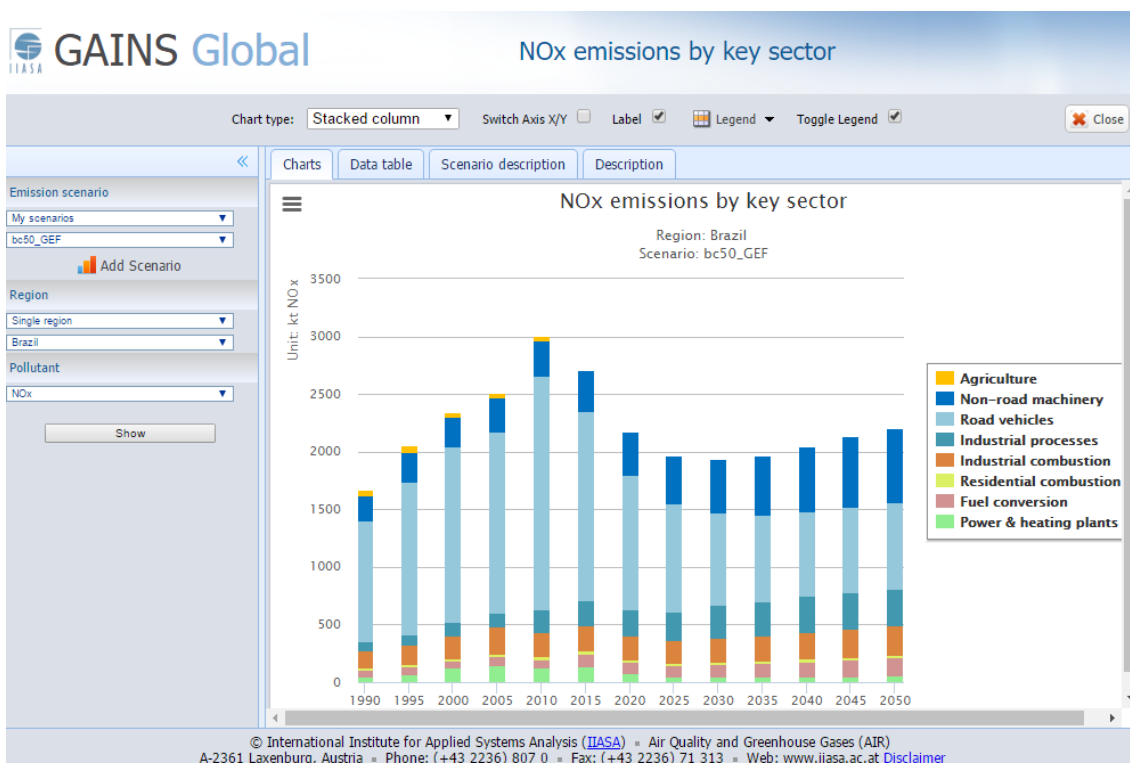 IIASA
GAINS Global
NOx emissions by key sector
Chart type: Stacked column Switch Axis X/Y Label Legend Toggle Legend Close
Charts Data table Scenario description Description
Emission scenario
My scenarios
bc50_GEF
Add Scenario
Region
Single region
Brazil
Pollutant
NOx
Show
NOx emissions by key sector
Region: Brazil
Scenario: bc50_GEF
Unit: kt NOx
3500
3000
2500
2000
1500
1000
500
0
1990 1995 2000 2005 2010 2015 2020 2025 2030 2035 2040 2045 2050
Agriculture
Non-road machinery
Road vehicles
Industrial processes
Industrial combustion
Residential combustion
Fuel conversion
Power & heating plants
© International Institute for Applied Systems Analysis (IIASA) ▪ Air Quality and Greenhouse Gases (AIR)
A-2361 Laxenburg, Austria ▪ Phone: (+43 2236) 807 0 ▪ Fax: (+43 2236) 71 313 ▪ Web: www.iiasa.ac.at Disclaimer